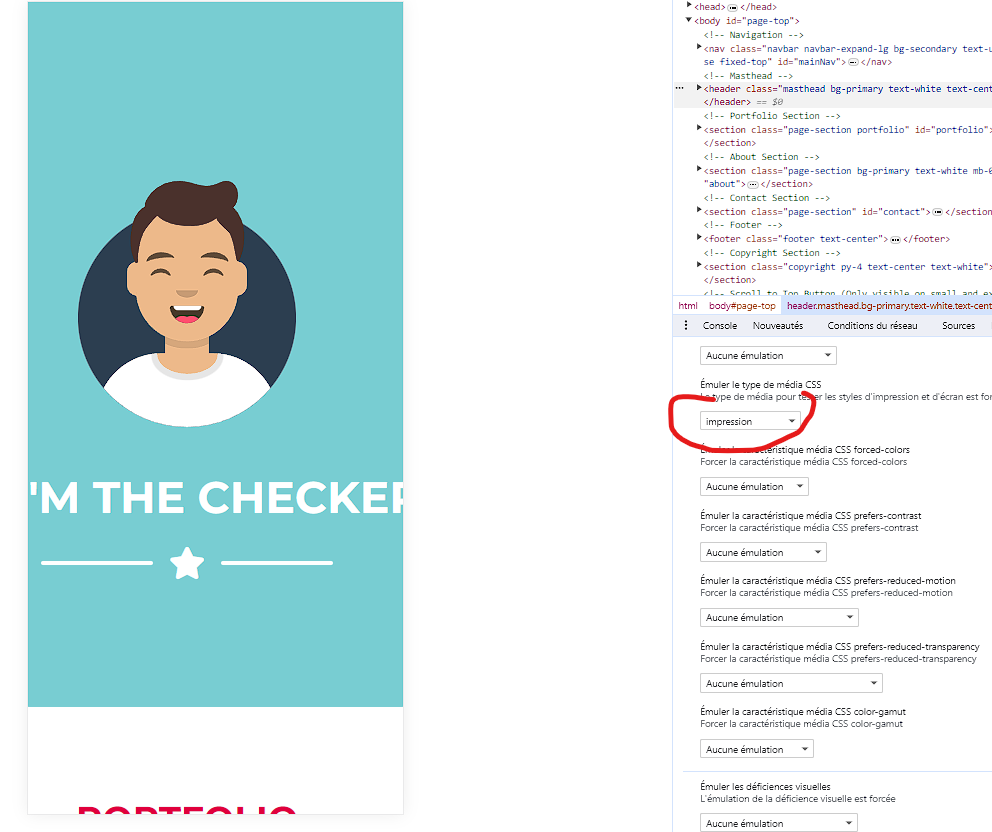 'M THE CHECKER
PORTFOLIO
<head> ... </head>
<body id="page-top">
<!-- Navigation -->
<nav class="navbar navbar-expand-lg bg-secondary text-u
se fixed-top" id="mainNav"> ... </nav>
<!-- Masthead -->
<header class="masthead bg-primary text-white text-cent
</header> == $0
<!-- Portfolio Section -->
<section class="page-section portfolio" id="portfolio">
</section>
<!-- About Section -->
<section class="page-section bg-primary text-white mb-0
"about"> ... </section>
<!-- Contact Section -->
<section class="page-section" id="contact"> ... </section
<!-- Footer -->
<footer class="footer text-center"> ... </footer>
<!-- Copyright Section -->
<section class="copyright py-4 text-center text-white">
</section>
<!-- Scroll to Top Button (Only visible on small and ex
html body#page-top header.masthead.bg-primary.text-white.text-cent
Console Nouveautés Conditions du réseau Sources
Aucune émulation
Émuler le type de média CSS
Le type de média pour tester les styles d'impression et d'écran est for
impression
Émuler la caractéristique média CSS forced-colors
Forcer la caractéristique média CSS forced-colors
Aucune émulation
Émuler la caractéristique média CSS prefers-contrast
Forcer la caractéristique média CSS prefers-contrast
Aucune émulation
Émuler la caractéristique média CSS prefers-reduced-motion
Forcer la caractéristique média CSS prefers-reduced-motion
Aucune émulation
Émuler la caractéristique média CSS prefers-reduced-transparency
Forcer la caractéristique média CSS prefers-reduced-transparency
Aucune émulation
Émuler la caractéristique média CSS color-gamut
Forcer la caractéristique média CSS color-gamut
Aucune émulation
Émuler les déficiences visuelles
L'émulation de la déficience visuelle est forcée
Aucune émulation